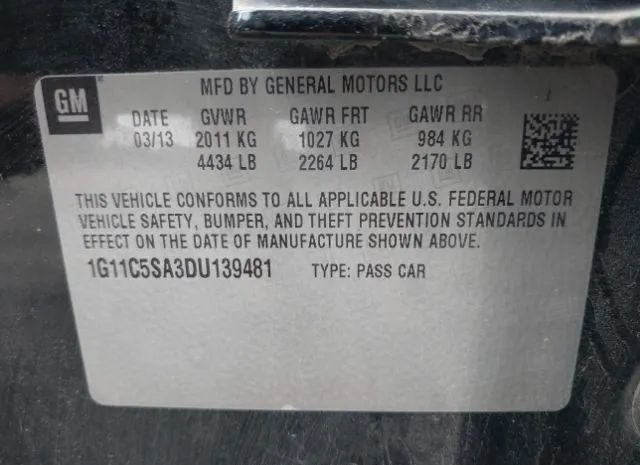 MFD BY GENERAL MOTORS LLC
GM
DATE GVWR GAWR FRT GAWR RR
03/13 2011 KG 1027 KG 984 KG
4434 LB 2264 LB 2170 LB
THIS VEHICLE CONFORMS TO ALL APPLICABLE U.S. FEDERAL MOTOR
VEHICLE SAFETY, BUMPER, AND THEFT PREVENTION STANDARDS IN
EFFECT ON THE DATE OF MANUFACTURE SHOWN ABOVE.
1G11C5SA3DU139481 TYPE: PASS CAR